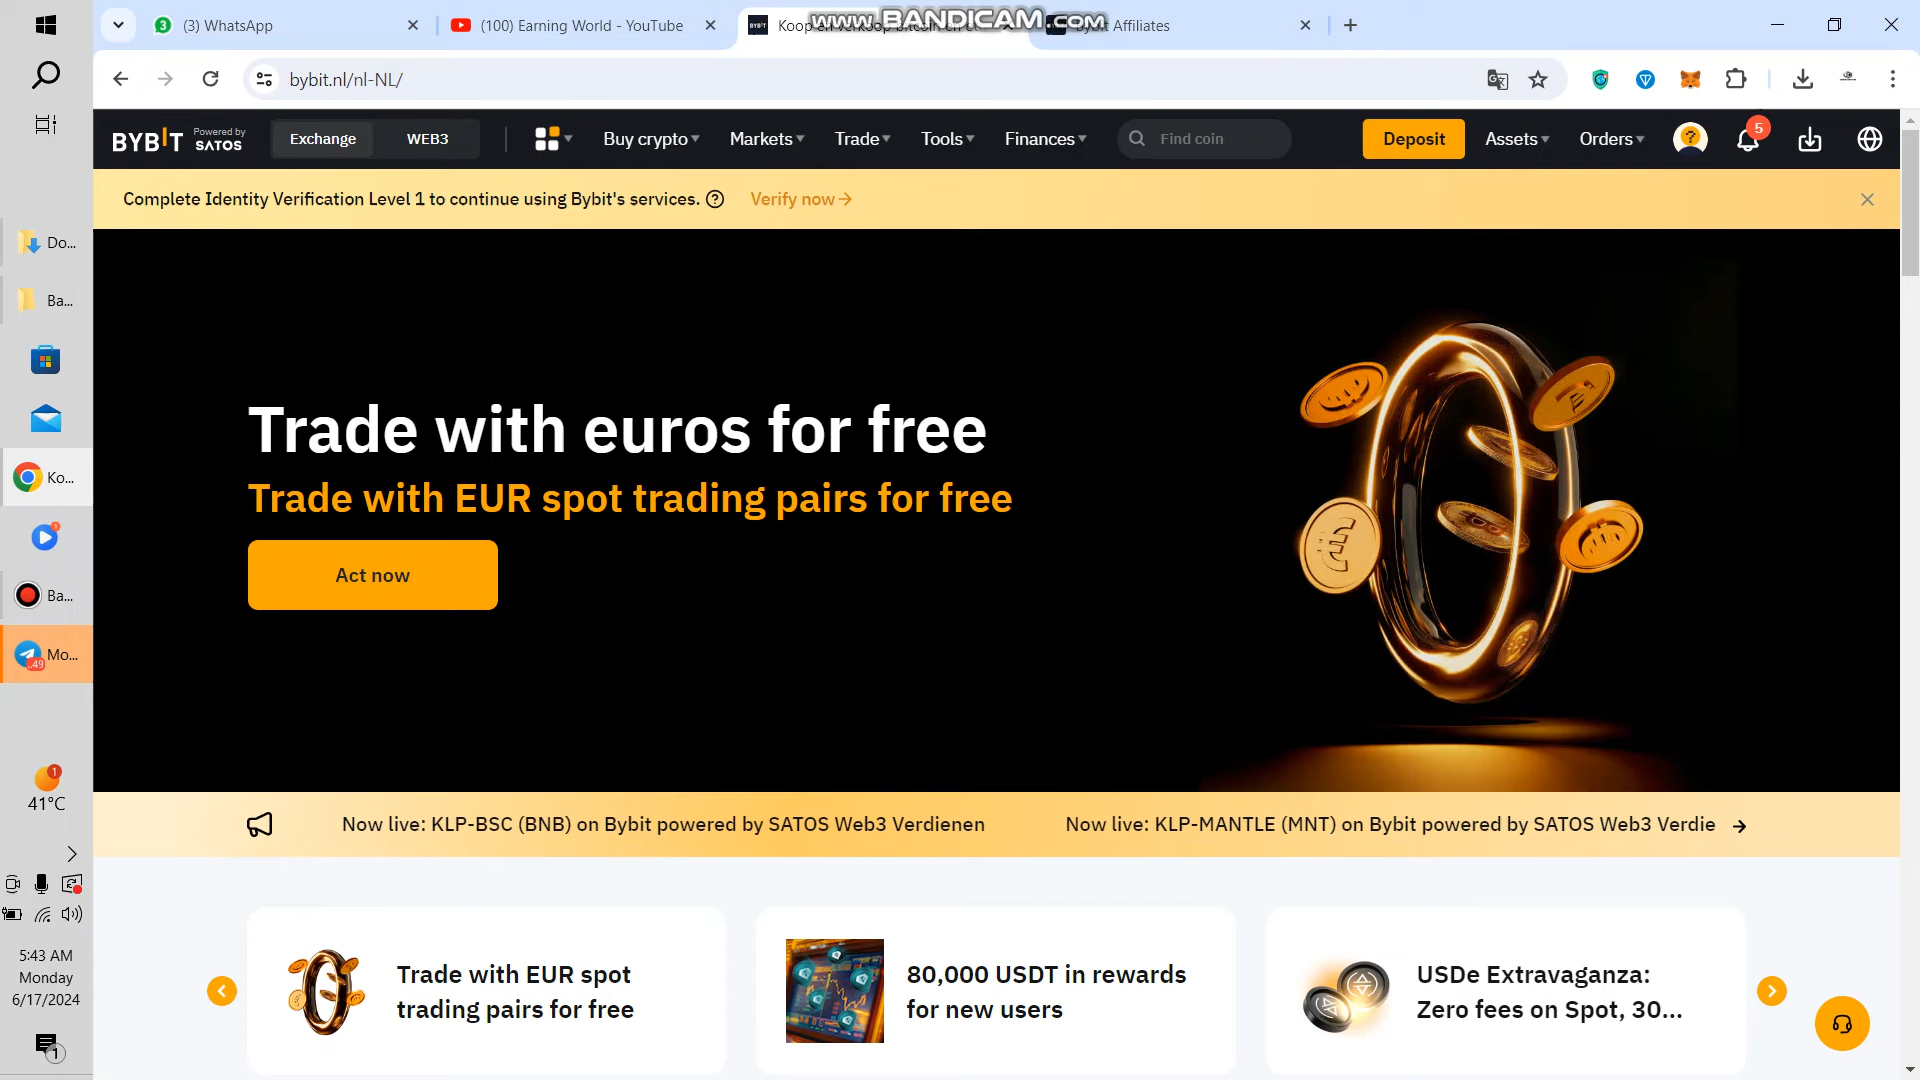 (3) WhatsApp
(100) Earning World - YouTube
Koop en verkoop bitcoin en et
www.BANDICAM.com
Bybit Affiliates
bybit.nl/nl-NL/
BYBIT
Powered by
SATOS
Exchange
WEB3
Buy crypto
Markets
Trade
Tools
Finances
Find coin
Deposit
Assets
Orders
5
Complete Identity Verification Level 1 to continue using Bybit's services.
Verify now
Do...
Ba...
Ko...
1
Ba...
Mo...
..49
Trade with euros for free
Trade with EUR spot trading pairs for free
Act now
1
41°C
Now live: KLP-BSC (BNB) on Bybit powered by SATOS Web3 Verdienen
Now live: KLP-MANTLE (MNT) on Bybit powered by SATOS Web3 Verdie
Trade with EUR spot
trading pairs for free
80,000 USDT in rewards
for new users
USDe Extravaganza:
Zero fees on Spot, 30...
5:43 AM
Monday
6/17/2024
1